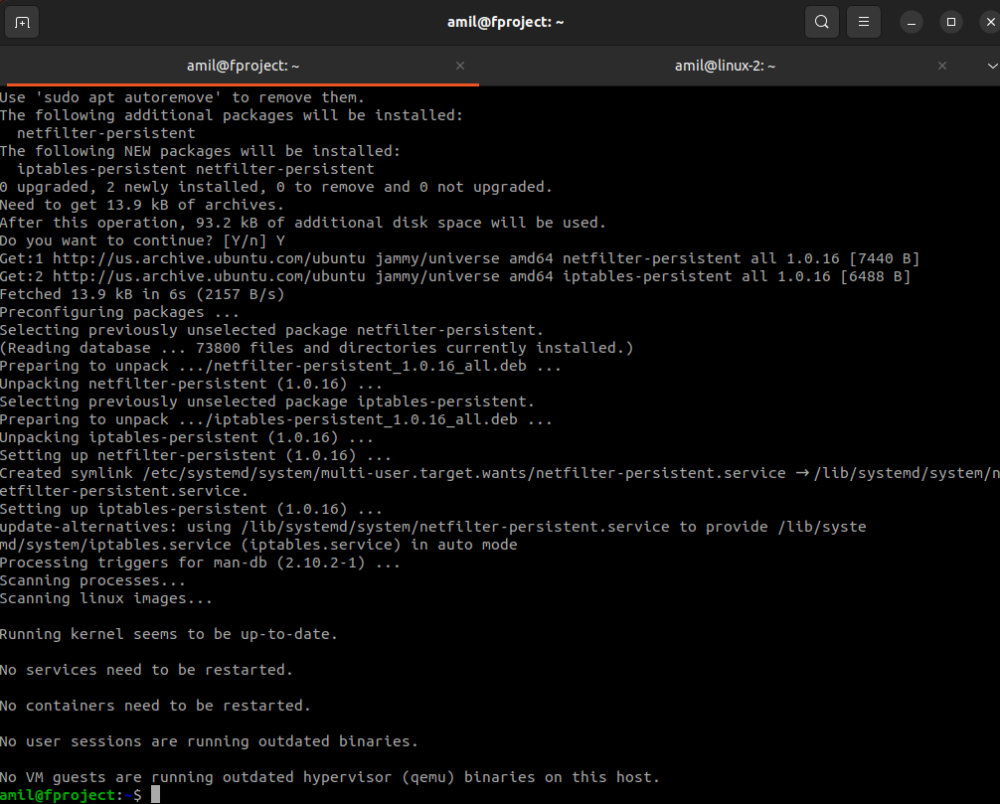 amil@fproject: ~
amil@fproject: ~
amil@linux-2: ~
Use 'sudo apt autoremove' to remove them.
The following additional packages will be installed:
  netfilter-persistent
The following NEW packages will be installed:
  iptables-persistent netfilter-persistent
0 upgraded, 2 newly installed, 0 to remove and 0 not upgraded.
Need to get 13.9 kB of archives.
After this operation, 93.2 kB of additional disk space will be used.
Do you want to continue? [Y/n] Y
Get:1 http://us.archive.ubuntu.com/ubuntu jammy/universe amd64 netfilter-persistent all 1.0.16 [7440 B]
Get:2 http://us.archive.ubuntu.com/ubuntu jammy/universe amd64 iptables-persistent all 1.0.16 [6488 B]
Fetched 13.9 kB in 6s (2157 B/s)
Preconfiguring packages ...
Selecting previously unselected package netfilter-persistent.
(Reading database ... 73800 files and directories currently installed.)
Preparing to unpack .../netfilter-persistent_1.0.16_all.deb ...
Unpacking netfilter-persistent (1.0.16) ...
Selecting previously unselected package iptables-persistent.
Preparing to unpack .../iptables-persistent_1.0.16_all.deb ...
Unpacking iptables-persistent (1.0.16) ...
Setting up netfilter-persistent (1.0.16) ...
Created symlink /etc/systemd/system/multi-user.target.wants/netfilter-persistent.service → /lib/systemd/system/n
etfilter-persistent.service.
Setting up iptables-persistent (1.0.16) ...
update-alternatives: using /lib/systemd/system/netfilter-persistent.service to provide /lib/syste
md/system/iptables.service (iptables.service) in auto mode
Processing triggers for man-db (2.10.2-1) ...
Scanning processes...
Scanning linux images...
Running kernel seems to be up-to-date.
No services need to be restarted.
No containers need to be restarted.
No user sessions are running outdated binaries.
No VM guests are running outdated hypervisor (qemu) binaries on this host.
amil@fproject:~$